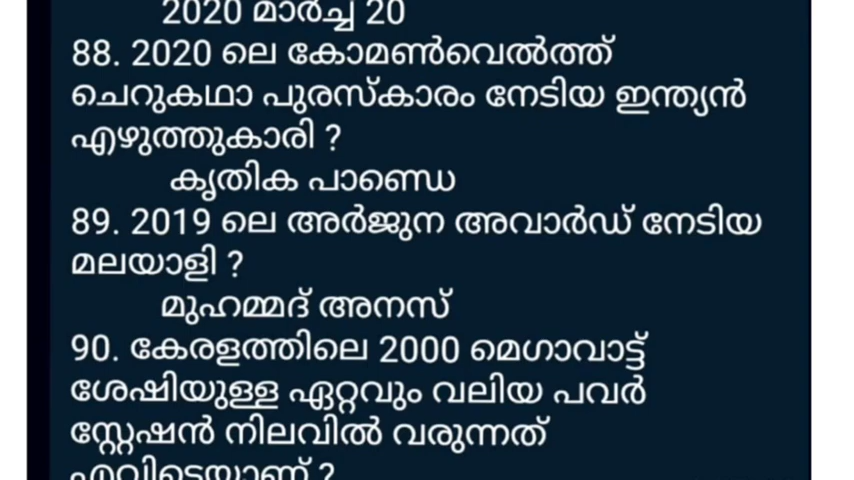 2020 മാർച്ച് 20
88. 2020 ലെ കോമൺവെൽത്ത്
ചെറുകഥാ പുരസ്കാരം നേടിയ ഇന്ത്യൻ
എഴുത്തുകാരി ?
കൃതിക പാണ്ഡെ
89. 2019 ലെ അർജുന അവാർഡ് നേടിയ
മലയാളി ?
മുഹമ്മദ് അനസ്
90. കേരളത്തിലെ 2000 മെഗാവാട്ട്
ശേഷിയുള്ള ഏറ്റവും വലിയ പവർ
സ്റ്റേഷൻ നിലവിൽ വരുന്നത്
എവിടെയാണ് ?